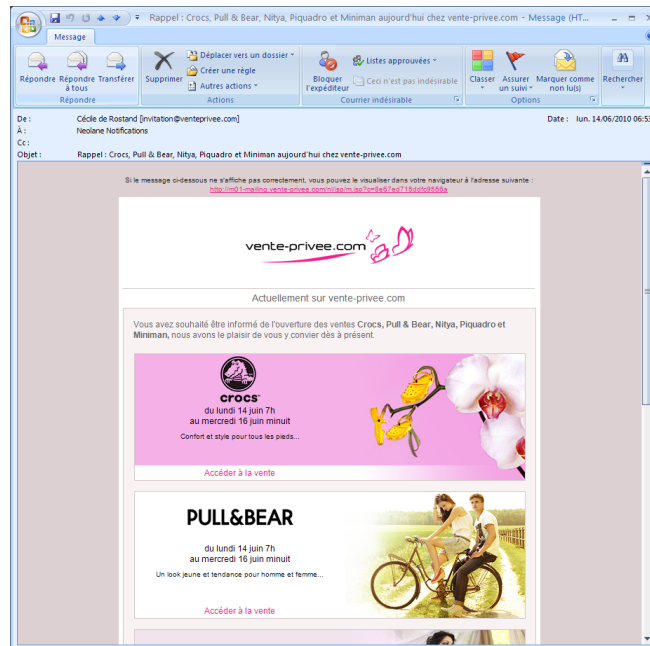 Rappel : Crocs, Pull & Bear, Nitya, Piquadro et Miniman aujourd'hui chez vente-privee.com - Message (HT...
Message
Répondre Répondre à tous Transférer
Répondre
Supprimer
Déplacer vers un dossier
Créer une règle
Autres actions
Actions
Bloquer l'expéditeur
Listes approuvées
Ceci n'est pas indésirable
Courrier indésirable
Classer Assurer un suivi Marquer comme non lu(s)
Options
Rechercher
De : Cécile de Rostand [invitation@venteprivee.com] Date : lun. 14/06/2010 06:53
À : Neolane Notifications
Cc :
Objet : Rappel : Crocs, Pull & Bear, Nitya, Piquadro et Miniman aujourd'hui chez vente-privee.com
Si le message ci-dessous ne s'affiche pas correctement, vous pouvez le visualiser dans votre navigateur à l'adresse suivante :
vente-privee.com
Actuellement sur vente-privee.com
Vous avez souhaité être informé de l'ouverture des ventes Crocs, Pull & Bear, Nitya, Piquadro et
Miniman, nous avons le plaisir de vous y convier dès à présent.
crocs™
du lundi 14 juin 7h
au mercredi 16 juin minuit
Confort et style pour tous les pieds...
Accéder à la vente
PULL&BEAR
du lundi 14 juin 7h
au mercredi 16 juin minuit
Un look jeune et tendance pour homme et femme...
Accéder à la vente